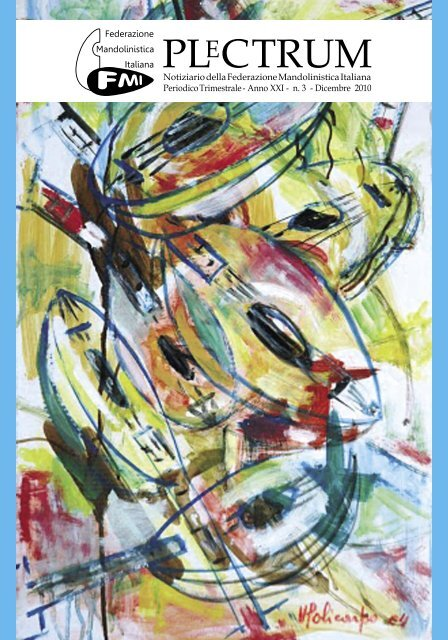 Federazione
Mandolinistica
Italiana
FMI
PLECTRUM
Notiziario della Federazione Mandolinistica Italiana
Periodico Trimestrale - Anno XXI - n. 3 - Dicembre 2010